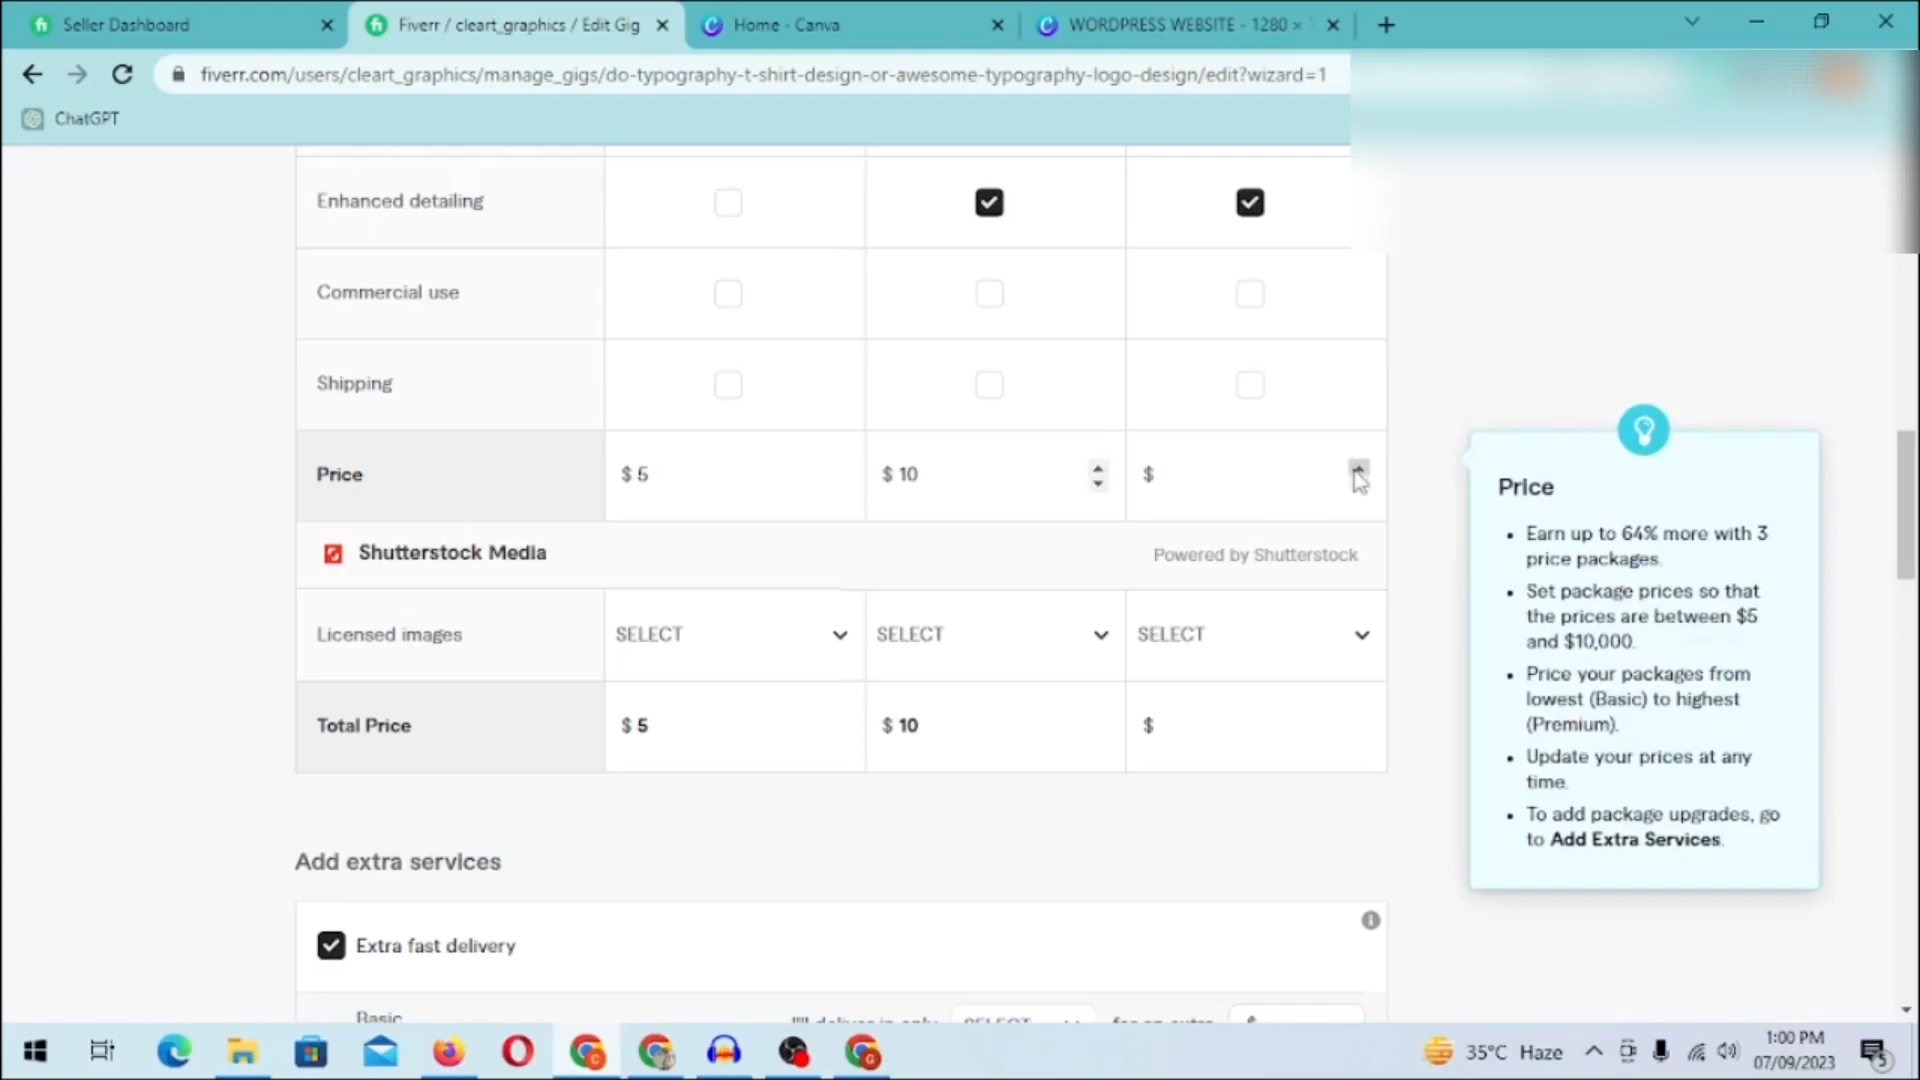 Seller Dashboard
Fiverr / cleart_graphics / Edit Gig
Home - Canva
WORDPRESS WEBSITE - 1280 ×
fiverr.com/users/cleart_graphics/manage_gigs/do-typography-t-shirt-design-or-awesome-typography-logo-design/edit?wizard=1
ChatGPT
Enhanced detailing
Commercial use
Shipping
Price
$ 5
$ 10
$
Shutterstock Media
Powered by Shutterstock
Licensed images
SELECT
SELECT
SELECT
Total Price
$ 5
$ 10
$
Price
• Earn up to 64% more with 3
price packages.
• Set package prices so that
the prices are between $5
and $10,000.
• Price your packages from
lowest (Basic) to highest
(Premium).
• Update your prices at any
time.
• To add package upgrades, go
to Add Extra Services.
Add extra services
Extra fast delivery
Basic
35°C Haze
1:00 PM
07/09/2023
5